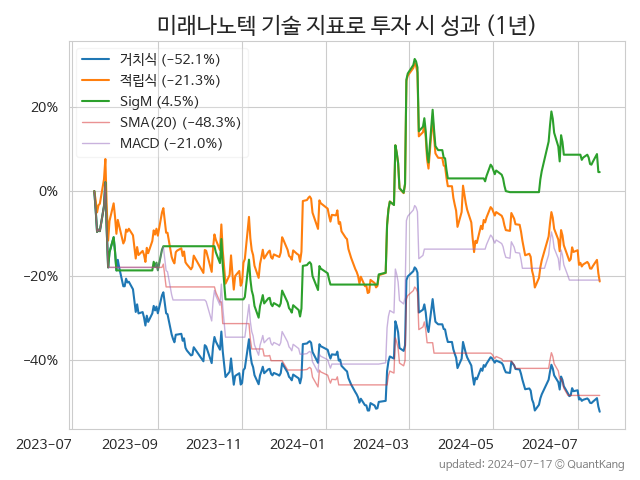 미래나노텍 기술 지표로 투자 시 성과 (1년)
거치식 (−52.1%)
적립식 (−21.3%)
SigM (4.5%)
SMA(20) (−48.3%)
MACD (−21.0%)
20%
0%
−20%
−40%
2023-07 2023-09 2023-11 2024-01 2024-03 2024-05 2024-07
updated: 2024-07-17 © QuantKang